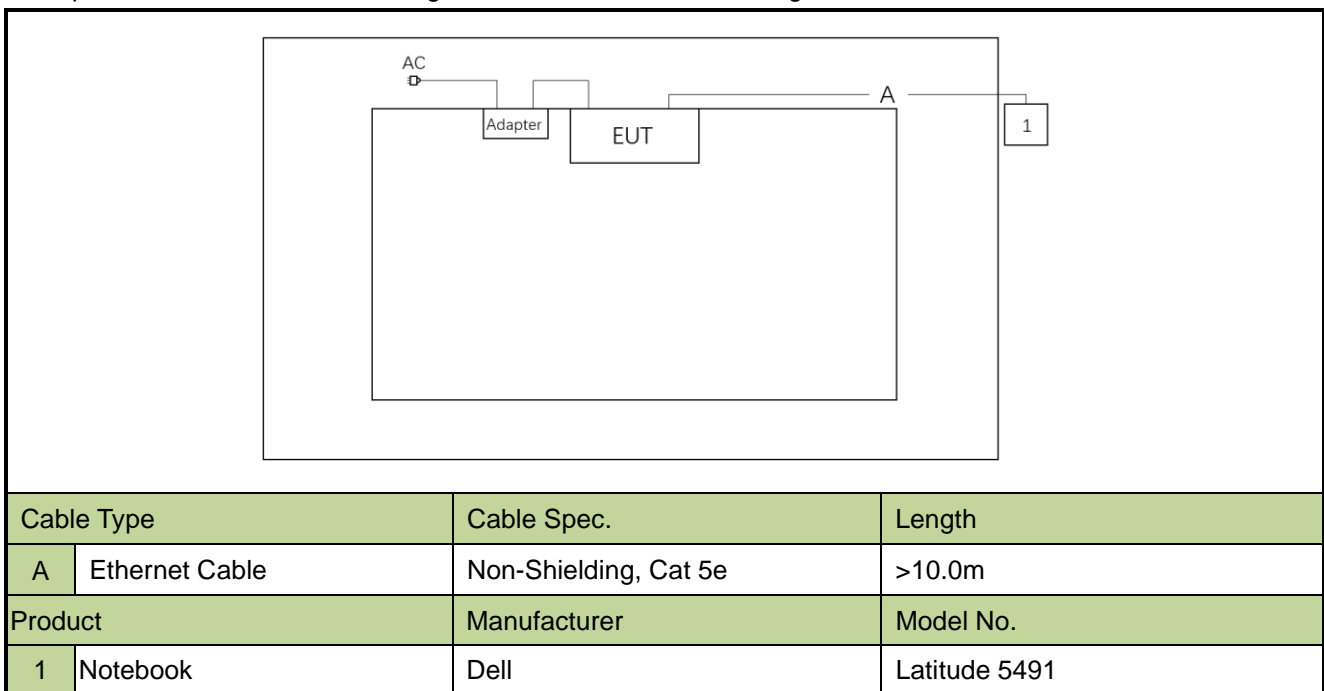 AC
A
Adapter
EUT
1
Cable Type Cable Spec. Length
A Ethernet Cable Non-Shielding, Cat 5e >10.0m
Product Manufacturer Model No.
1 Notebook Dell Latitude 5491